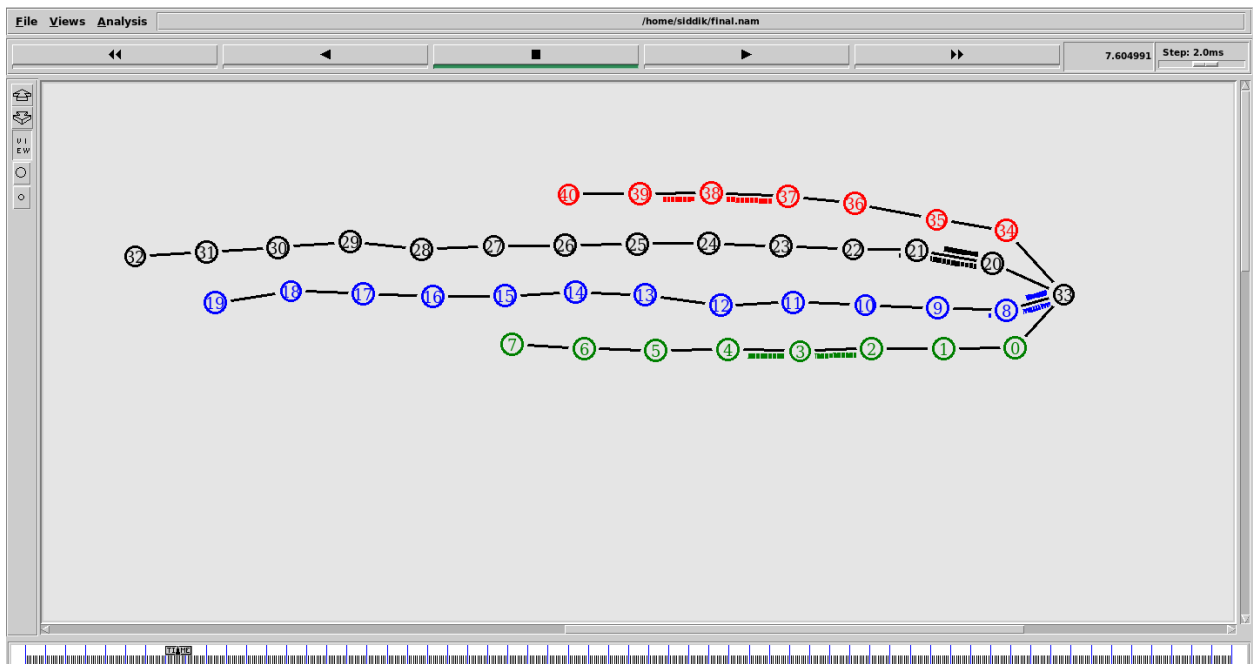 File Views Analysis /home/siddik/final.nam
7.604991 Step: 2.0ms
V I
E W
40 39 38 37 36 35 34
32 31 30 29 28 27 26 25 24 23 22 21 20
19 18 17 16 15 14 13 12 11 10 9 8 33
7 6 5 4 3 2 1 0
TIME